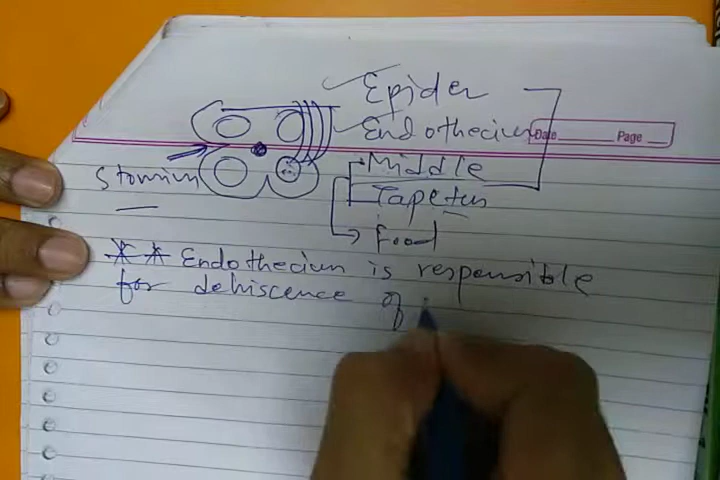 Epider
Endothecium
Date Page
Middle
Stomium
Tapetum
Food
** Endothecium is responsible
for dehiscence of